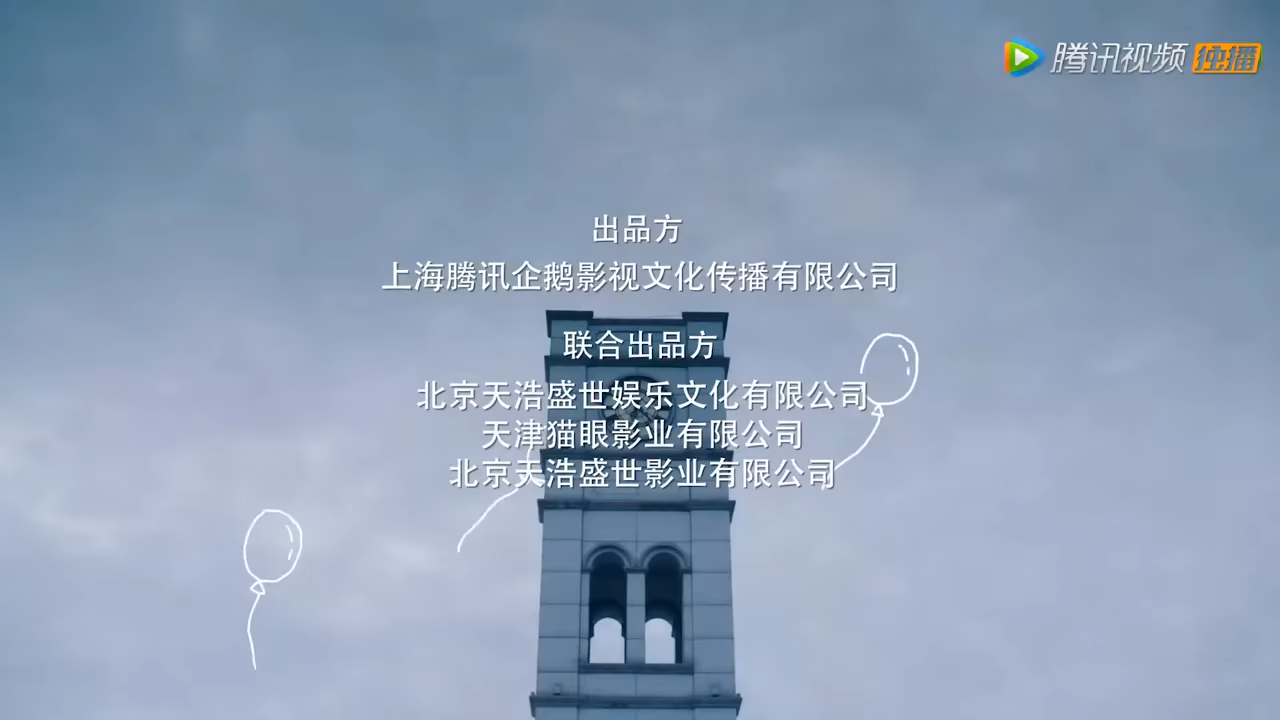 腾讯视频 独播
出品方
上海腾讯企鹅影视文化传播有限公司
联合出品方
北京天浩盛世娱乐文化有限公司
天津猫眼影业有限公司
北京天浩盛世影业有限公司